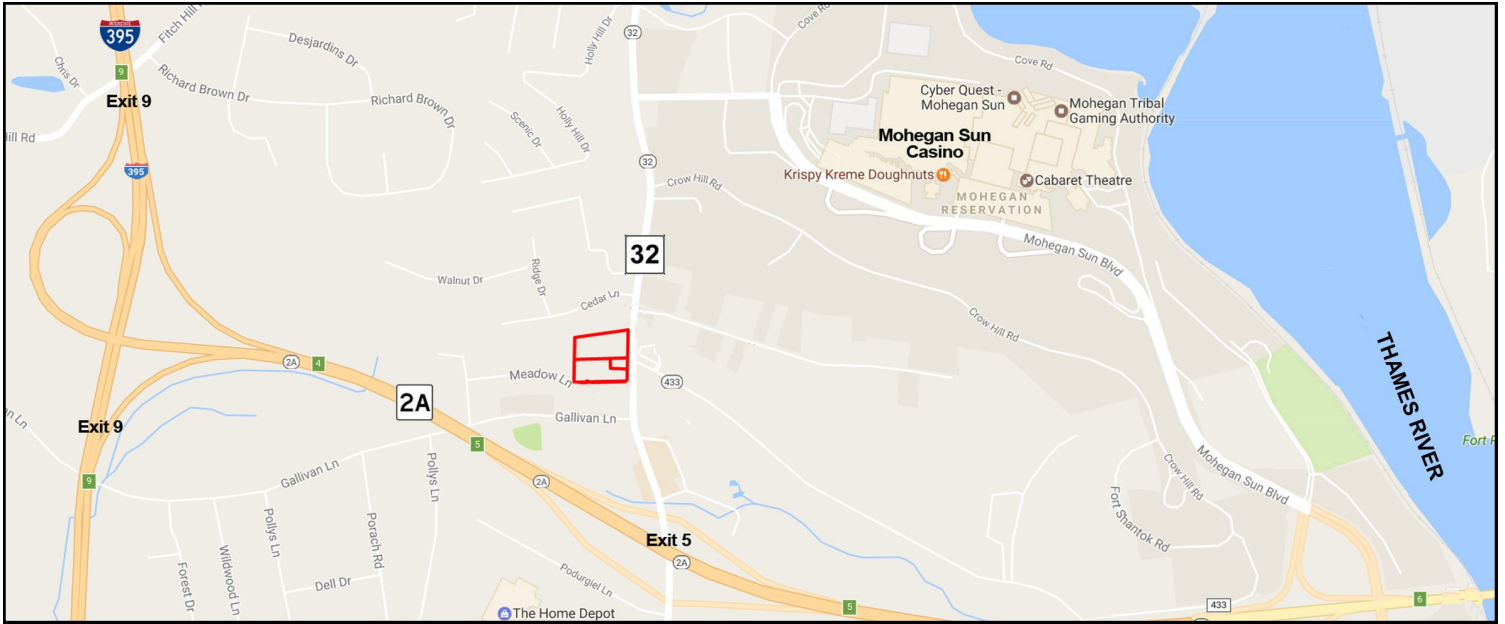 INTERSTATE
395
Fitch Hill
Chris Dr
9
Exit 9
ill Rd
Desjardins Dr
Richard Brown Dr
Richard Brown Dr
Scenic Dr
Holly Hill Dr
Holly Hill Dr
32
Cove Rd
Cove Rd
Cyber Quest -
Mohegan Sun
Mohegan Tribal
Gaming Authority
Mohegan Sun
Casino
Krispy Kreme Doughnuts
Cabaret Theatre
MOHEGAN
RESERVATION
395
32
Crow Hill Rd
32
Mohegan Sun Blvd
Walnut Dr
Ridge Dr
Cedar Ln
Crow Hill Rd
THAMES RIVER
2A
4
Meadow Ln
433
2A
Gallivan Ln
Exit 9
n Ln
5
Fort
9
Gallivan Ln
Pollys Ln
2A
Mohegan Sun Blvd
Crow Hill Rd
Fort Shantok Rd
Pollys Ln
Porach Rd
Wildwood Ln
Forest Dr
Dell Dr
Exit 5
2A
Podurgiel Ln
The Home Depot
5
433
6